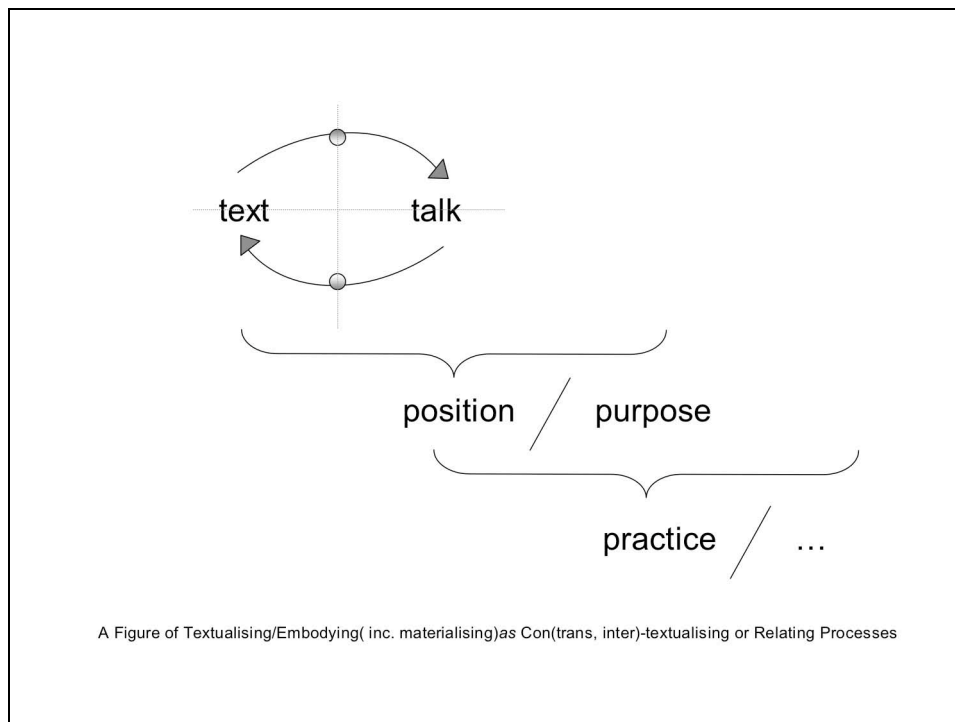 text talk
position / purpose
practice / ...
A Figure of Textualising/Embodying( inc. materialising)as Con(trans, inter)-textualising or Relating Processes